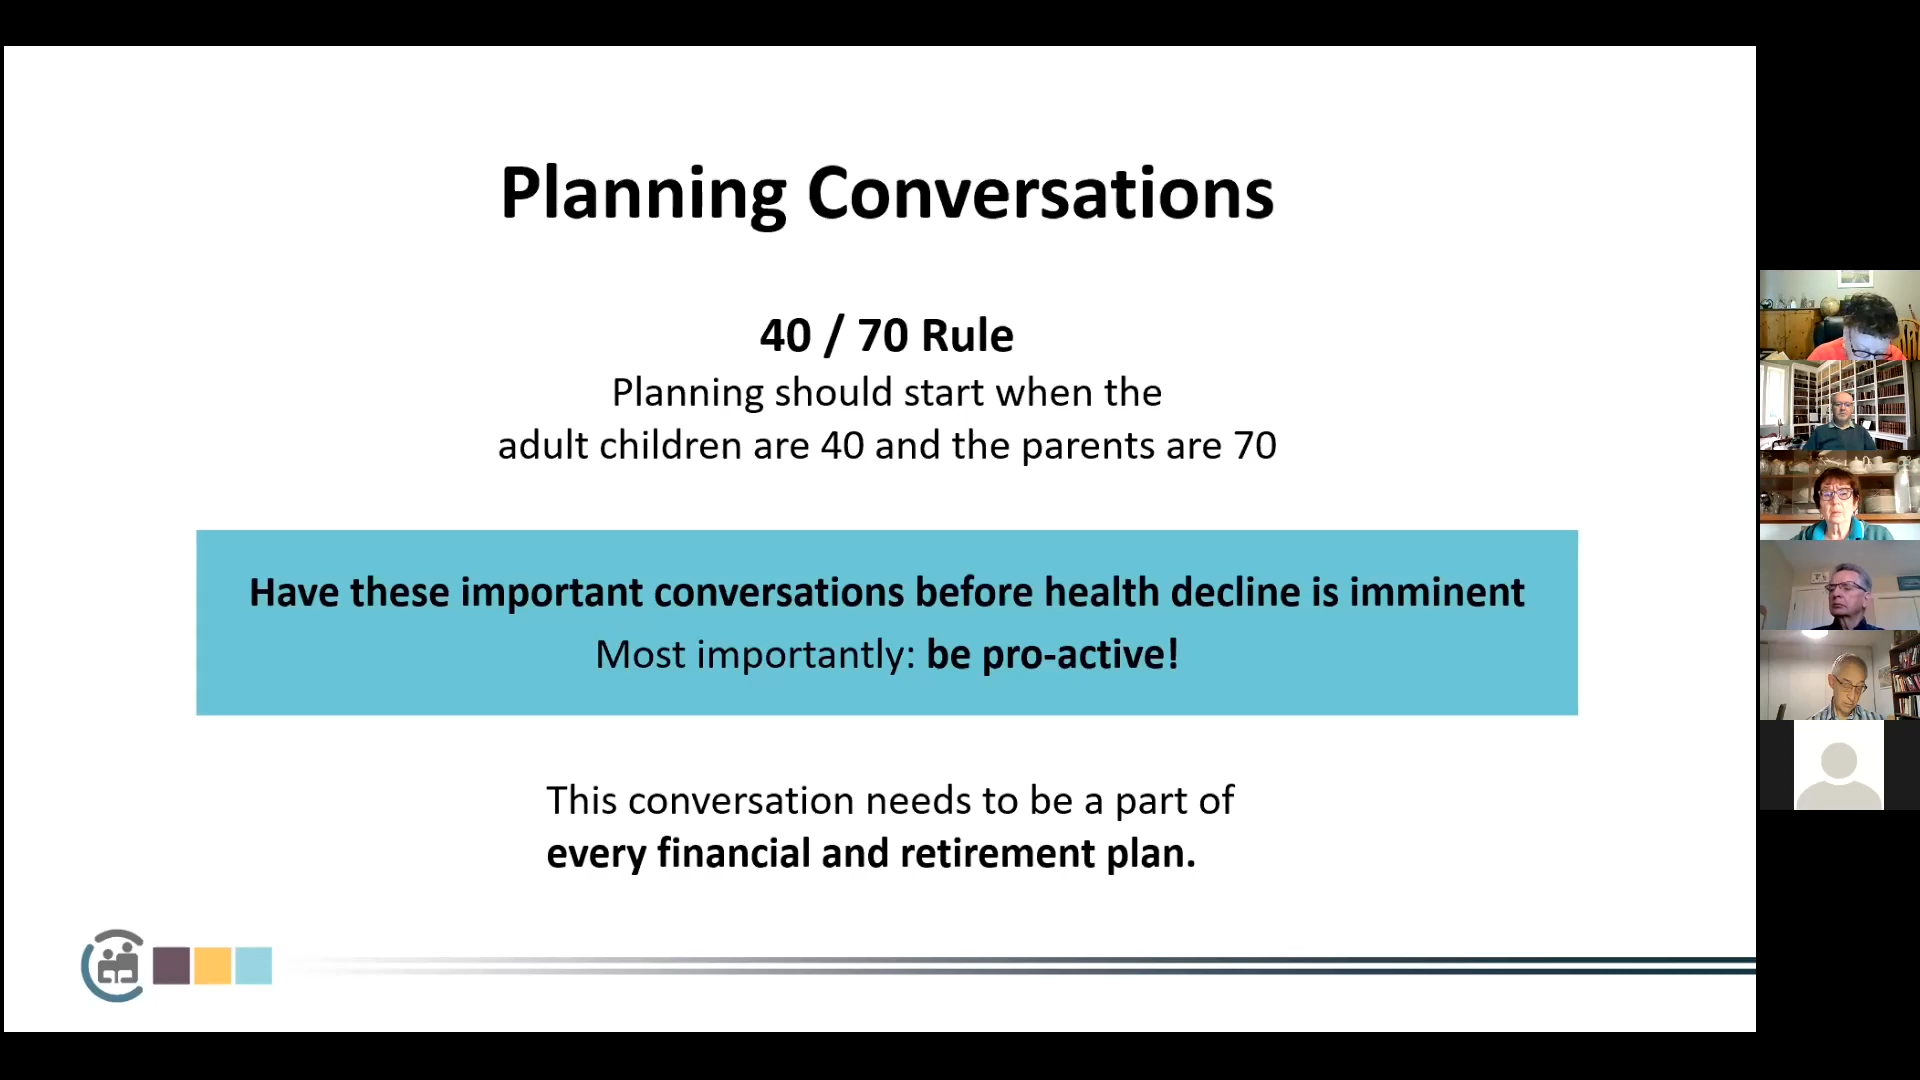 Planning Conversations
40 / 70 Rule
Planning should start when the
adult children are 40 and the parents are 70
Have these important conversations before health decline is imminent
Most importantly: be pro-active!
This conversation needs to be a part of
every financial and retirement plan.